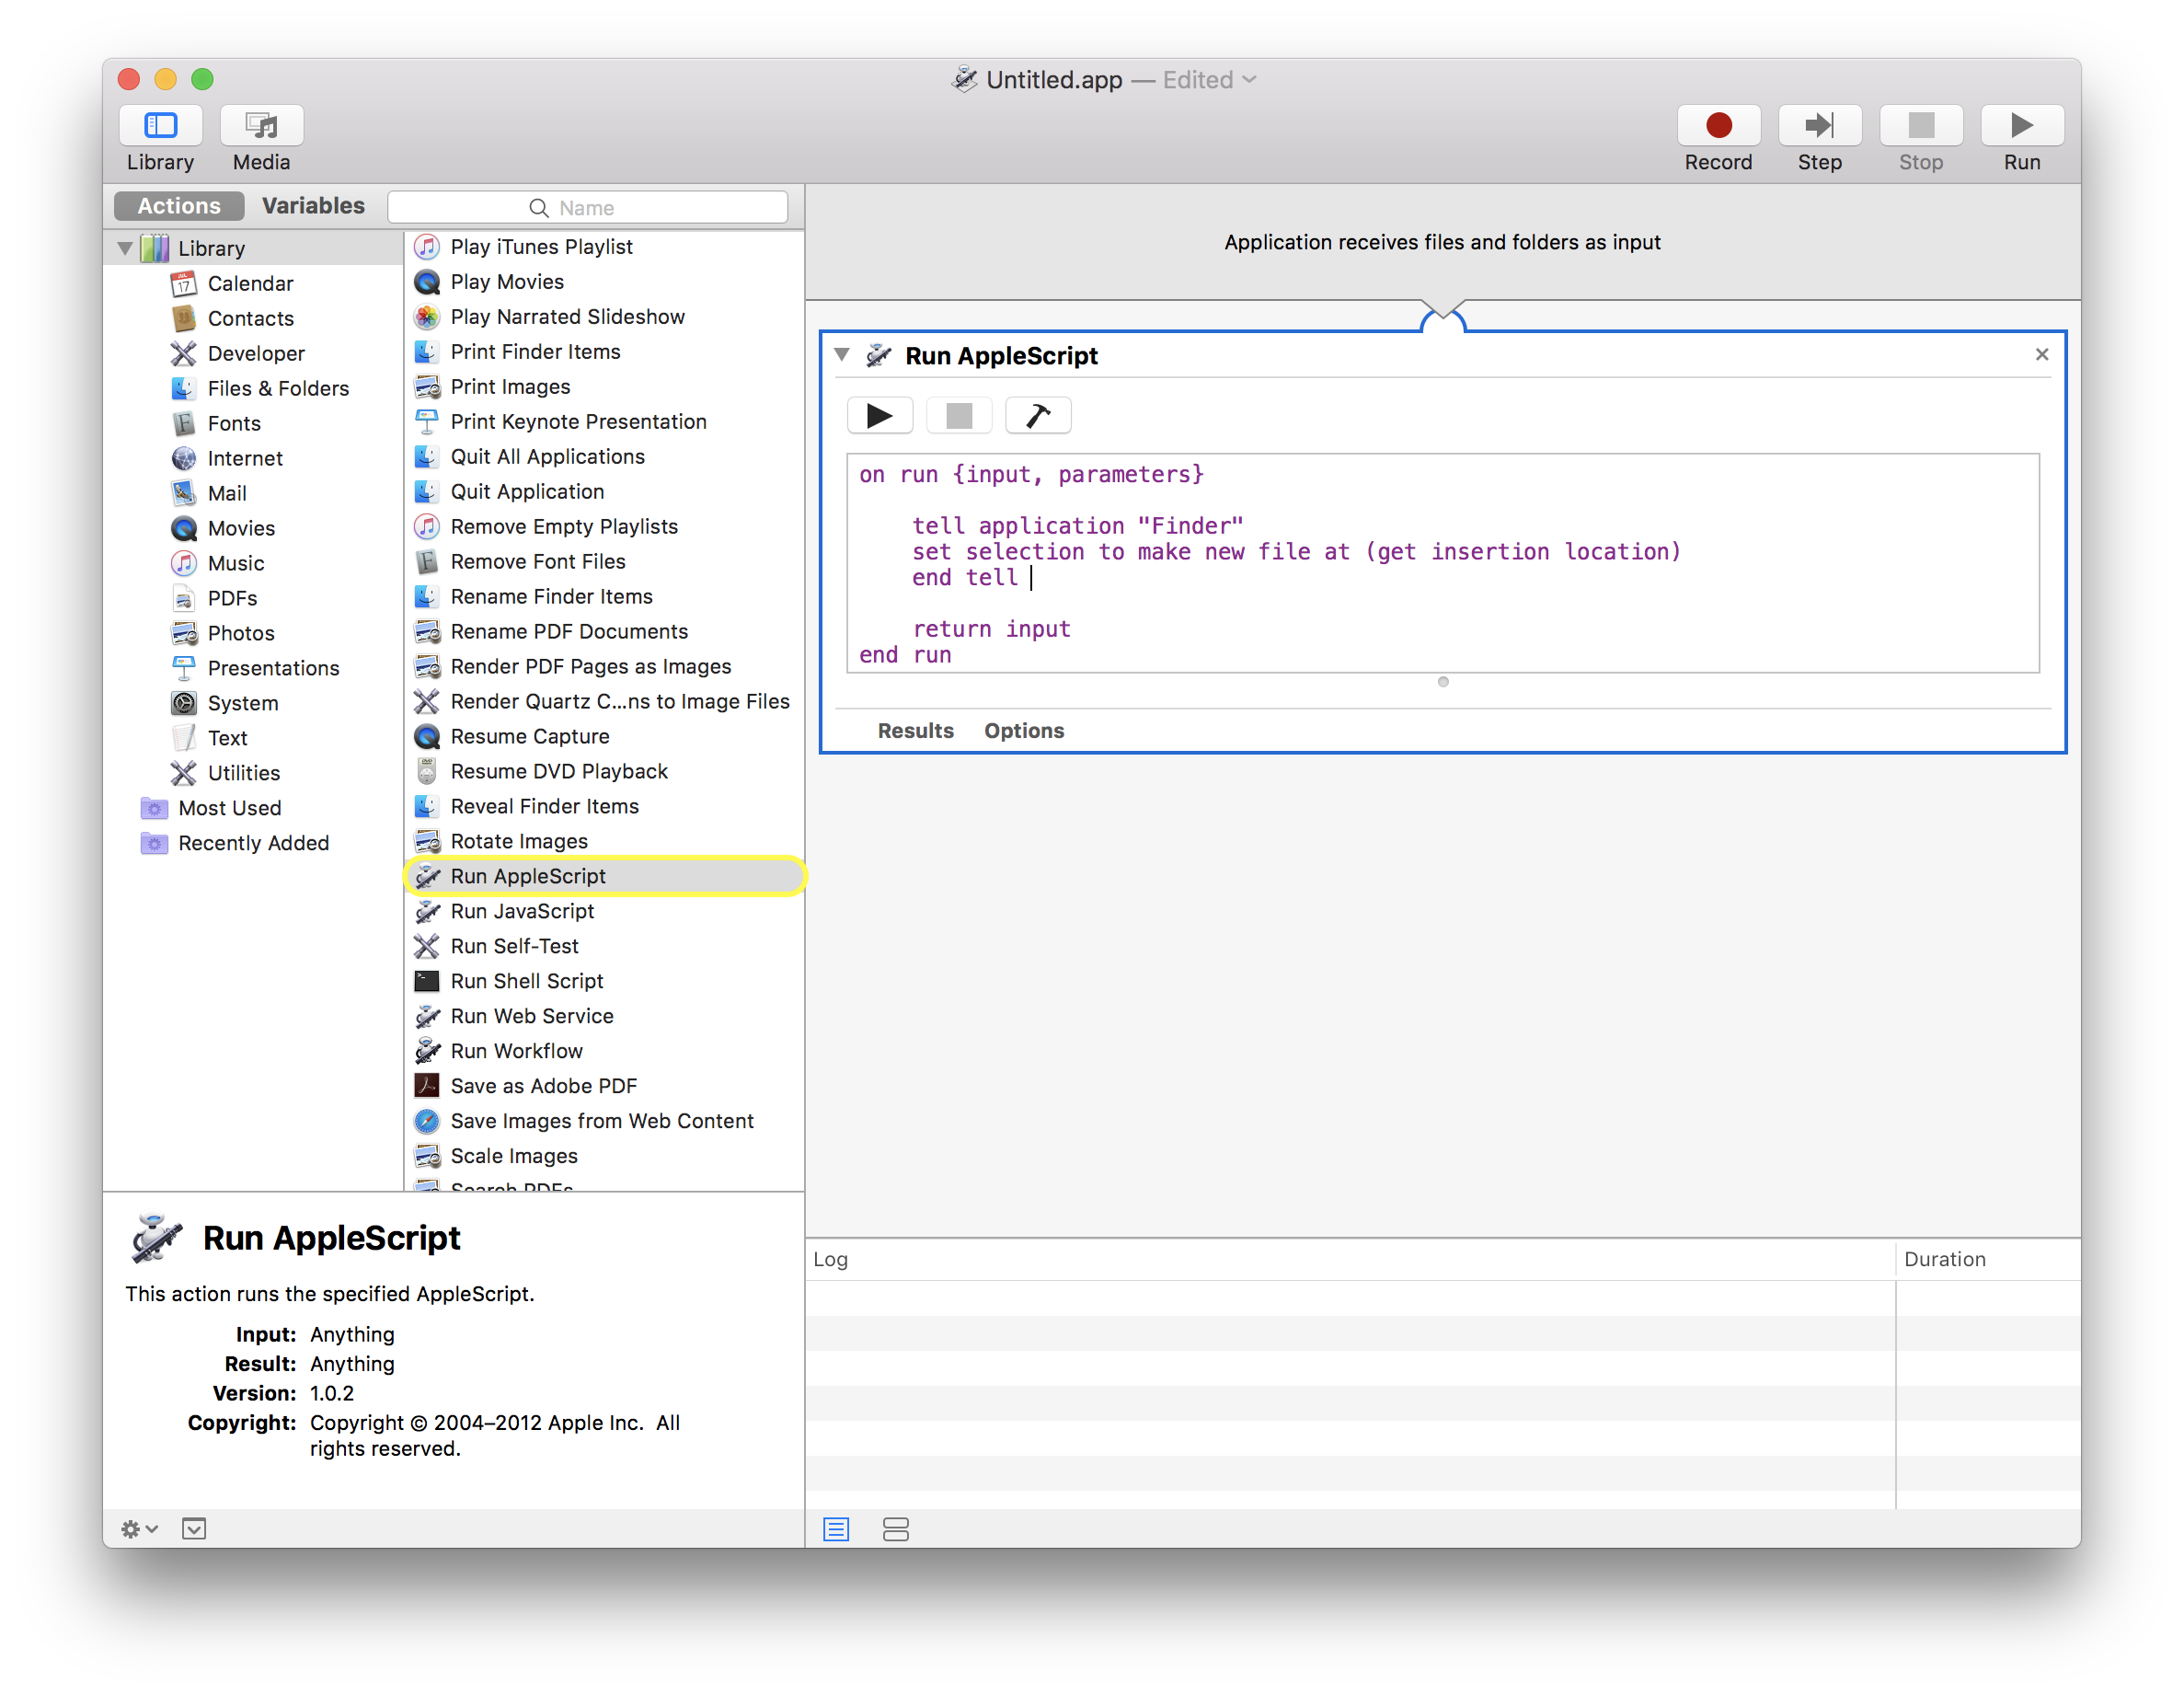 Untitled.app — Edited
Library
Media
Record
Step
Stop
Run
Actions
Variables
Name
Library
Calendar
Contacts
Developer
Files & Folders
Fonts
Internet
Mail
Movies
Music
PDFs
Photos
Presentations
System
Text
Utilities
Most Used
Recently Added
Play iTunes Playlist
Play Movies
Play Narrated Slideshow
Print Finder Items
Print Images
Print Keynote Presentation
Quit All Applications
Quit Application
Remove Empty Playlists
Remove Font Files
Rename Finder Items
Rename PDF Documents
Render PDF Pages as Images
Render Quartz C...ns to Image Files
Resume Capture
Resume DVD Playback
Reveal Finder Items
Rotate Images
Run AppleScript
Run JavaScript
Run Self-Test
Run Shell Script
Run Web Service
Run Workflow
Save as Adobe PDF
Save Images from Web Content
Scale Images
Search PDFs
Application receives files and folders as input
Run AppleScript
on run {input, parameters}
tell application "Finder"
set selection to make new file at (get insertion location)
end tell
return input
end run
Results
Options
Run AppleScript
This action runs the specified AppleScript.
Input: Anything
Result: Anything
Version: 1.0.2
Copyright: Copyright © 2004–2012 Apple Inc. All
rights reserved.
Log
Duration